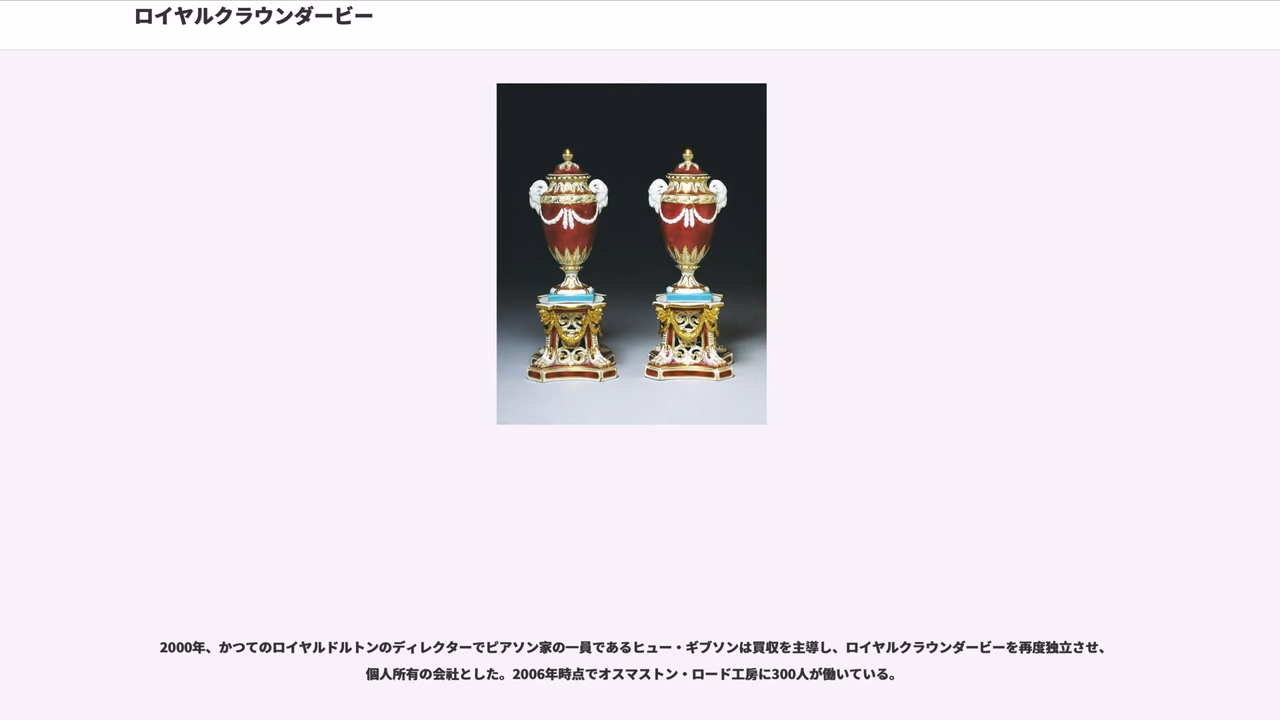 ロイヤルクラウンダービー
2000年、かつてのロイヤルドルトンのディレクターでピアソン家の一員であるヒュー・ギブソンは買収を主導し、ロイヤルクラウンダービーを再度独立させ、
個人所有の会社とした。2006年時点でオスマストン・ロード工房に300人が働いている。